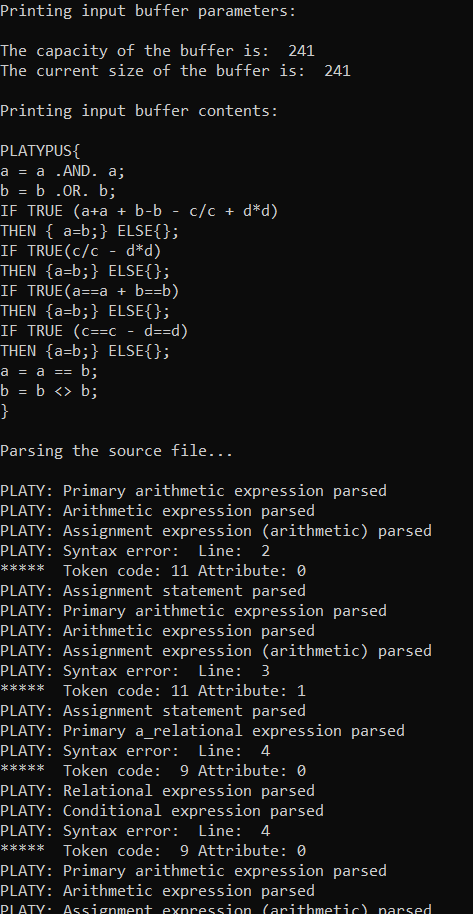 Printing input buffer parameters:
The capacity of the buffer is:  241
The current size of the buffer is:  241
Printing input buffer contents:
PLATYPUS{
a = a .AND. a;
b = b .OR. b;
IF TRUE (a+a + b-b - c/c + d*d)
THEN { a=b;} ELSE{};
IF TRUE(c/c - d*d)
THEN {a=b;} ELSE{};
IF TRUE(a==a + b==b)
THEN {a=b;} ELSE{};
IF TRUE (c==c - d==d)
THEN {a=b;} ELSE{};
a = a == b;
b = b <> b;
}
Parsing the source file...
PLATY: Primary arithmetic expression parsed
PLATY: Arithmetic expression parsed
PLATY: Assignment expression (arithmetic) parsed
PLATY: Syntax error:  Line:  2
*****  Token code: 11 Attribute: 0
PLATY: Assignment statement parsed
PLATY: Primary arithmetic expression parsed
PLATY: Arithmetic expression parsed
PLATY: Assignment expression (arithmetic) parsed
PLATY: Syntax error:  Line:  3
*****  Token code: 11 Attribute: 1
PLATY: Assignment statement parsed
PLATY: Primary a_relational expression parsed
PLATY: Syntax error:  Line:  4
*****  Token code:  9 Attribute: 0
PLATY: Relational expression parsed
PLATY: Conditional expression parsed
PLATY: Syntax error:  Line:  4
*****  Token code:  9 Attribute: 0
PLATY: Primary arithmetic expression parsed
PLATY: Arithmetic expression parsed
PLATY: Assignment expression (arithmetic) parsed